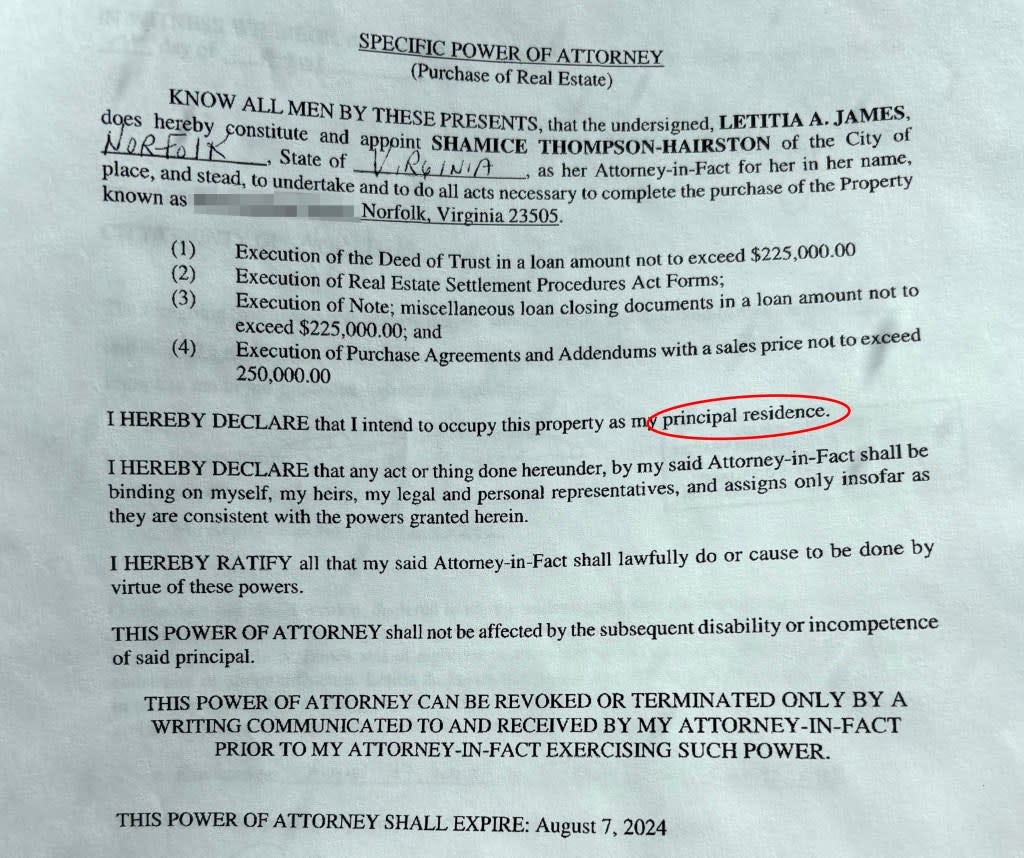 SPECIFIC POWER OF ATTORNEY
(Purchase of Real Estate)
KNOW ALL MEN BY THESE PRESENTS, that the undersigned, LETITIA A. JAMES,
does hereby constitute and appoint SHAMICE THOMPSON-HAIRSTON of the City of
NORFOLK, State of VIRGINIA, as her Attorney-in-Fact for her in her name,
place, and stead, to undertake and to do all acts necessary to complete the purchase of the Property
known as Norfolk, Virginia 23505.
(1) Execution of the Deed of Trust in a loan amount not to exceed $225,000.00
(2) Execution of Real Estate Settlement Procedures Act Forms;
(3) Execution of Note; miscellaneous loan closing documents in a loan amount not to
exceed $225,000.00; and
(4) Execution of Purchase Agreements and Addendums with a sales price not to exceed
250,000.00
I HEREBY DECLARE that I intend to occupy this property as my principal residence.
I HEREBY DECLARE that any act or thing done hereunder, by my said Attorney-in-Fact shall be
binding on myself, my heirs, my legal and personal representatives, and assigns only insofar as
they are consistent with the powers granted herein.
I HEREBY RATIFY all that my said Attorney-in-Fact shall lawfully do or cause to be done by
virtue of these powers.
THIS POWER OF ATTORNEY shall not be affected by the subsequent disability or incompetence
of said principal.
THIS POWER OF ATTORNEY CAN BE REVOKED OR TERMINATED ONLY BY A
WRITING COMMUNICATED TO AND RECEIVED BY MY ATTORNEY-IN-FACT
PRIOR TO MY ATTORNEY-IN-FACT EXERCISING SUCH POWER.
THIS POWER OF ATTORNEY SHALL EXPIRE: August 7, 2024